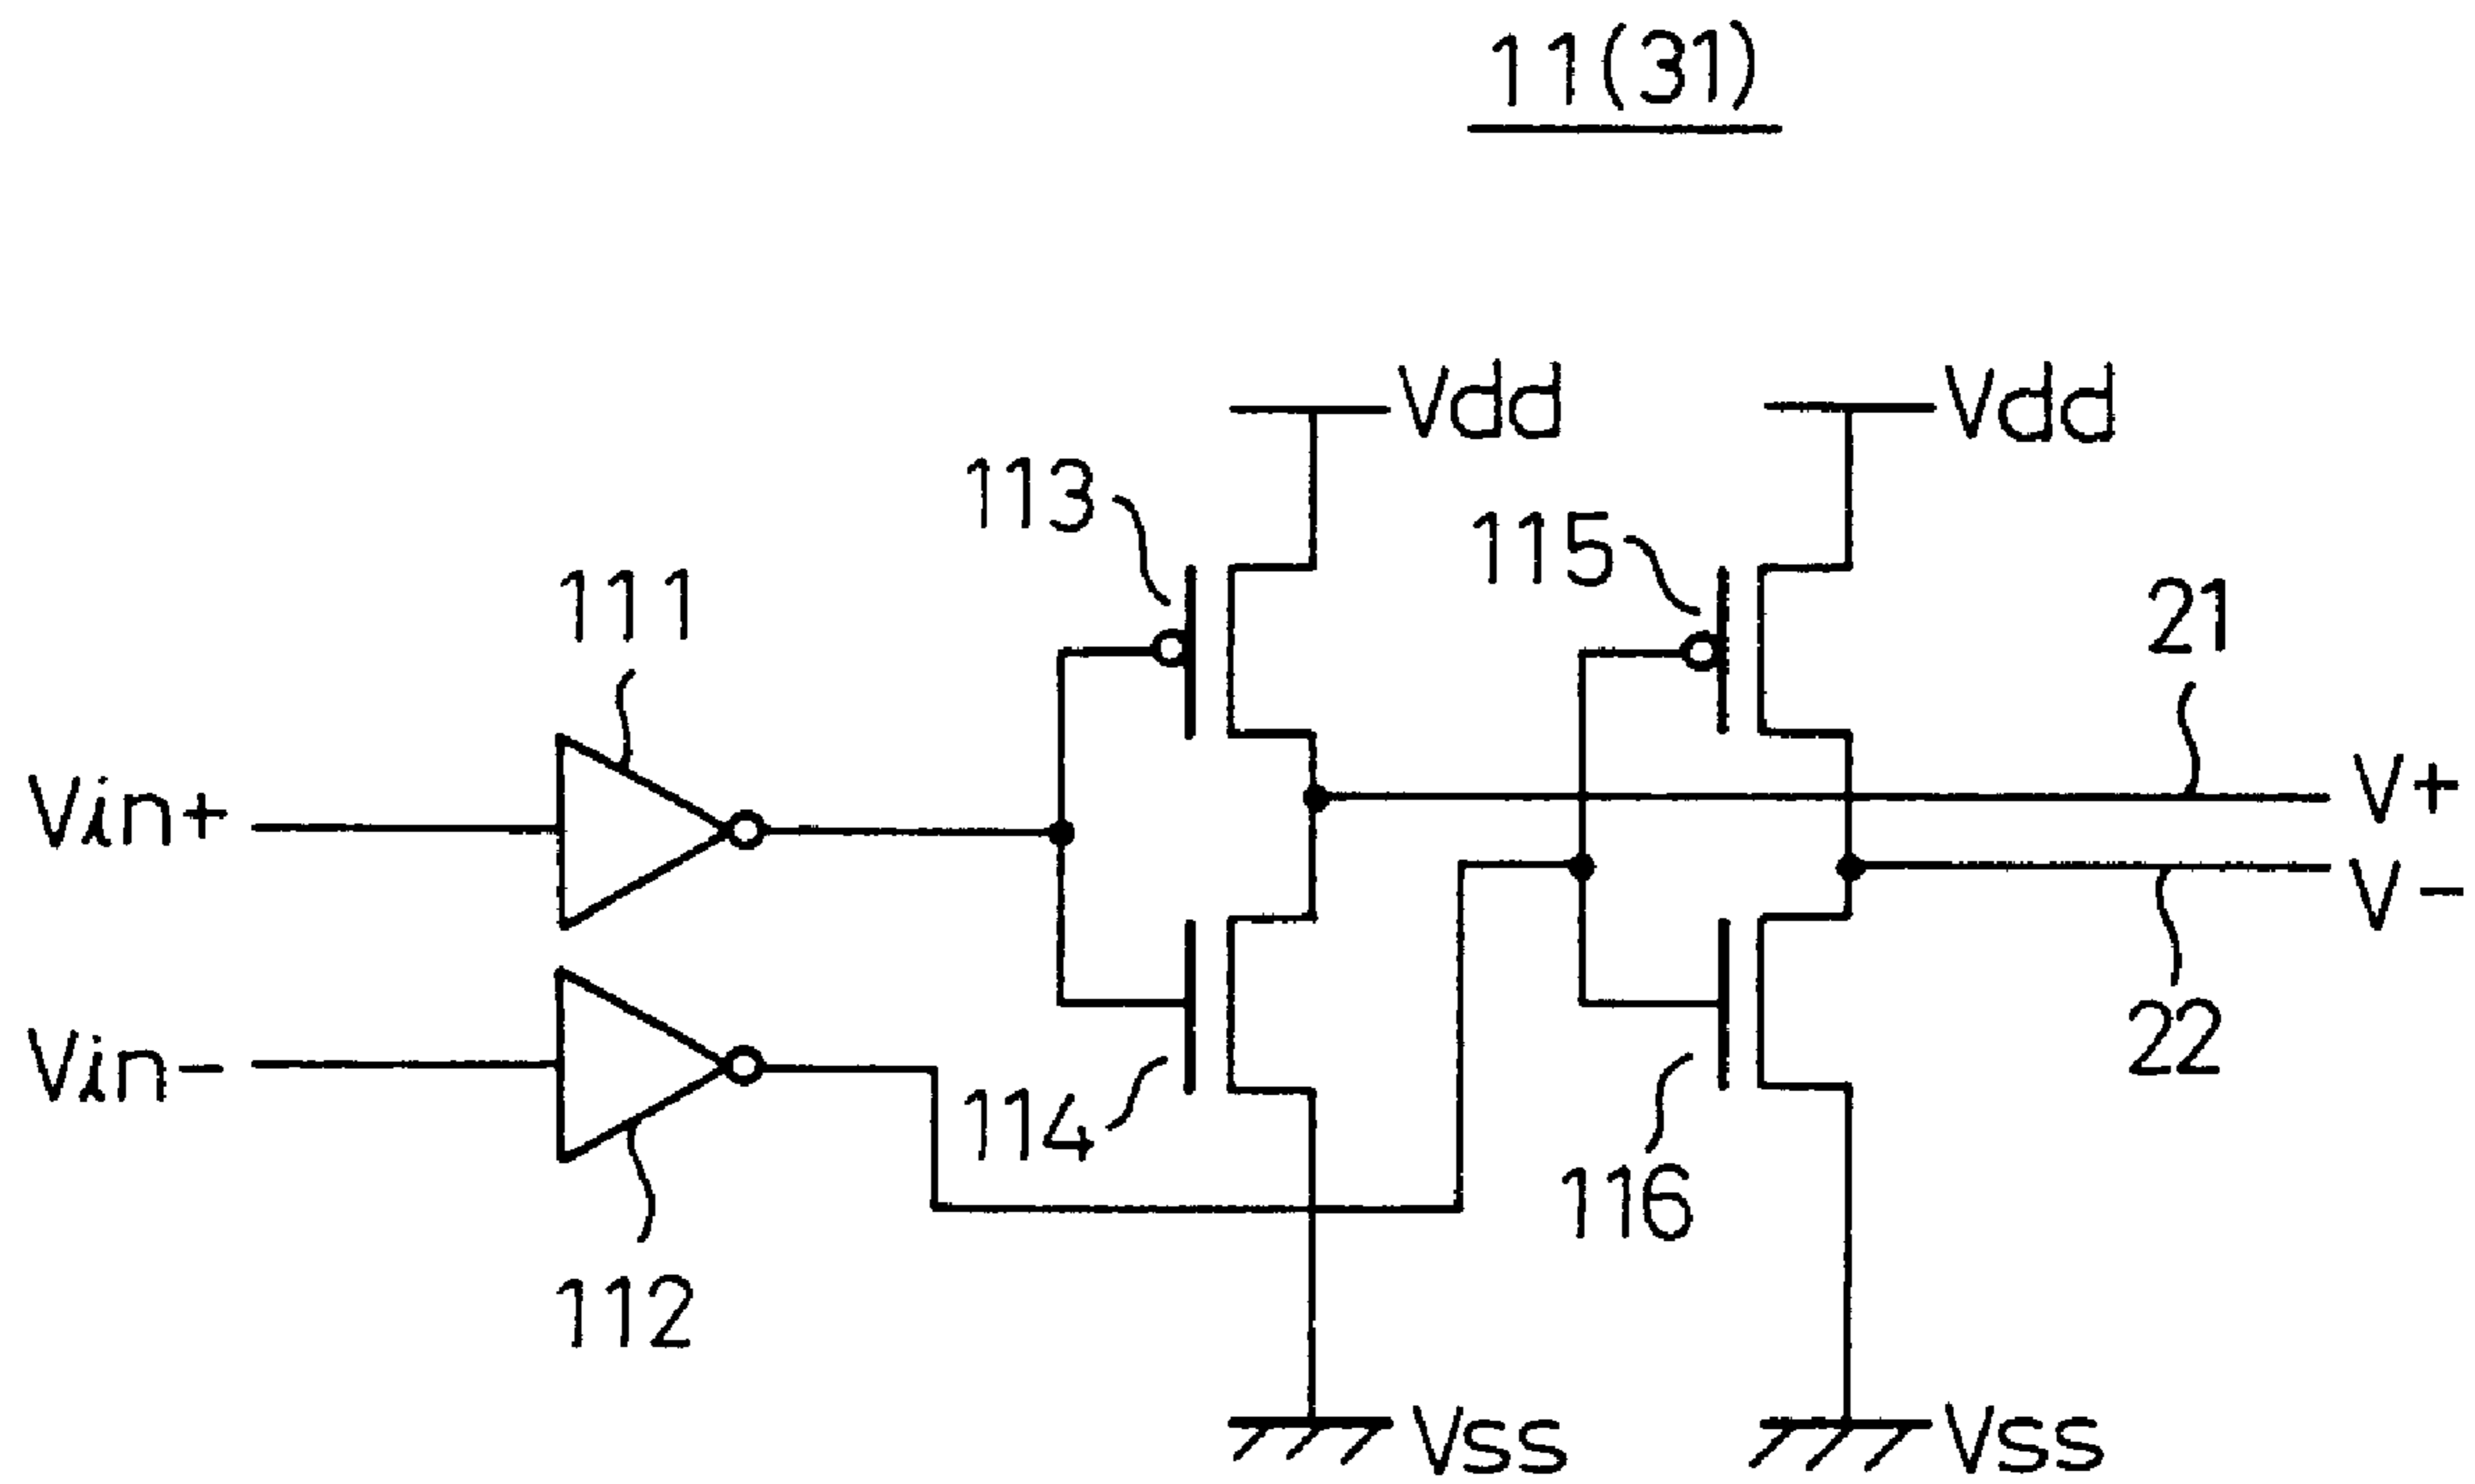 11(31)
Vdd
Vdd
113
115
111
21
Vin+
V+
V-
Vin-
114
22
116
112
Vss
Vss